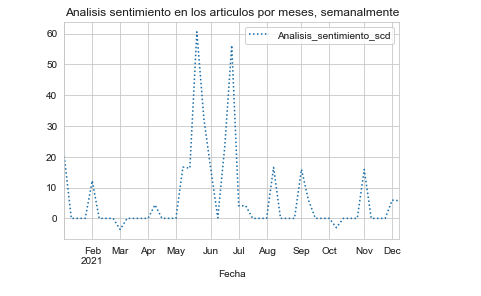 Analisis sentimiento en los articulos por meses, semanalmente
Analisis_sentimiento_scd
60
50
40
30
20
10
0
Feb Mar Apr May Jun Jul Aug Sep Oct Nov Dec
2021
Fecha